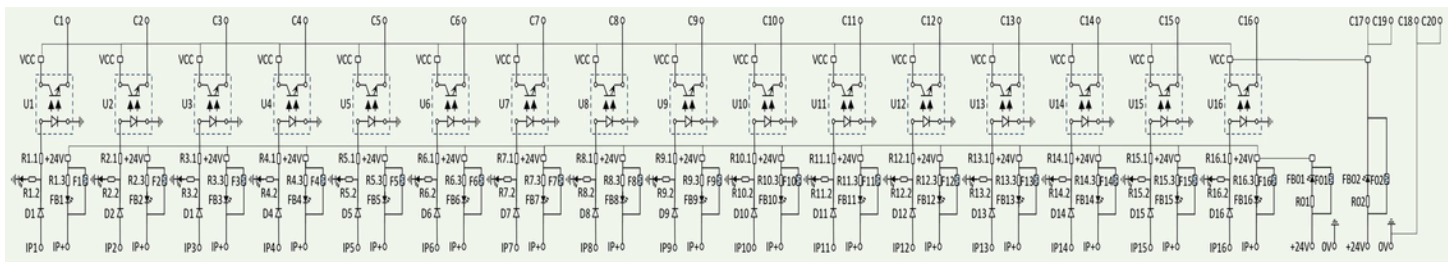 C1 C2 C3 C4 C5 C6 C7 C8 C9 C10 C11 C12 C13 C14 C15 C16 C17 C19 C18 C20
VCC VCC VCC VCC VCC VCC VCC VCC VCC VCC VCC VCC VCC VCC VCC VCC
U1 U2 U3 U4 U5 U6 U7 U8 U9 U10 U11 U12 U13 U14 U15 U16
R1.1 +24V R2.1 +24V R3.1 +24V R4.1 +24V R5.1 +24V R6.1 +24V R7.1 +24V R8.1 +24V R9.1 +24V R10.1 +24V R11.1 +24V R12.1 +24V R13.1 +24V R14.1 +24V R15.1 +24V R16.1 +24V
R1.3 F1 R2.3 F2 R3.3 F3 R4.3 F4 R5.3 F5 R6.3 F6 R7.3 F7 R8.3 F8 R9.3 F9 R10.3 F10 R11.3 F11 R12.3 F12 R13.3 F13 R14.3 F14 R15.3 F15 R16.3 F16 FB01 F01 FB02 F02
R1.2 R2.2 R3.2 R4.2 R5.2 R6.2 R7.2 R8.2 R9.2 R10.2 R11.2 R12.2 R13.2 R14.2 R15.2 R16.2
FB1 FB2 FB3 FB4 FB5 FB6 FB7 FB8 FB9 FB10 FB11 FB12 FB13 FB14 FB15 FB16 R01 R02
D1 D2 D1 D4 D5 D6 D7 D8 D9 D10 D11 D12 D13 D14 D15 D16
IP1 IP+ IP2 IP+ IP3 IP+ IP4 IP+ IP5 IP+ IP6 IP+ IP7 IP+ IP8 IP+ IP9 IP+ IP10 IP+ IP11 IP+ IP12 IP+ IP13 IP+ IP14 IP+ IP15 IP+ IP16 IP+ +24V 0V +24V 0V